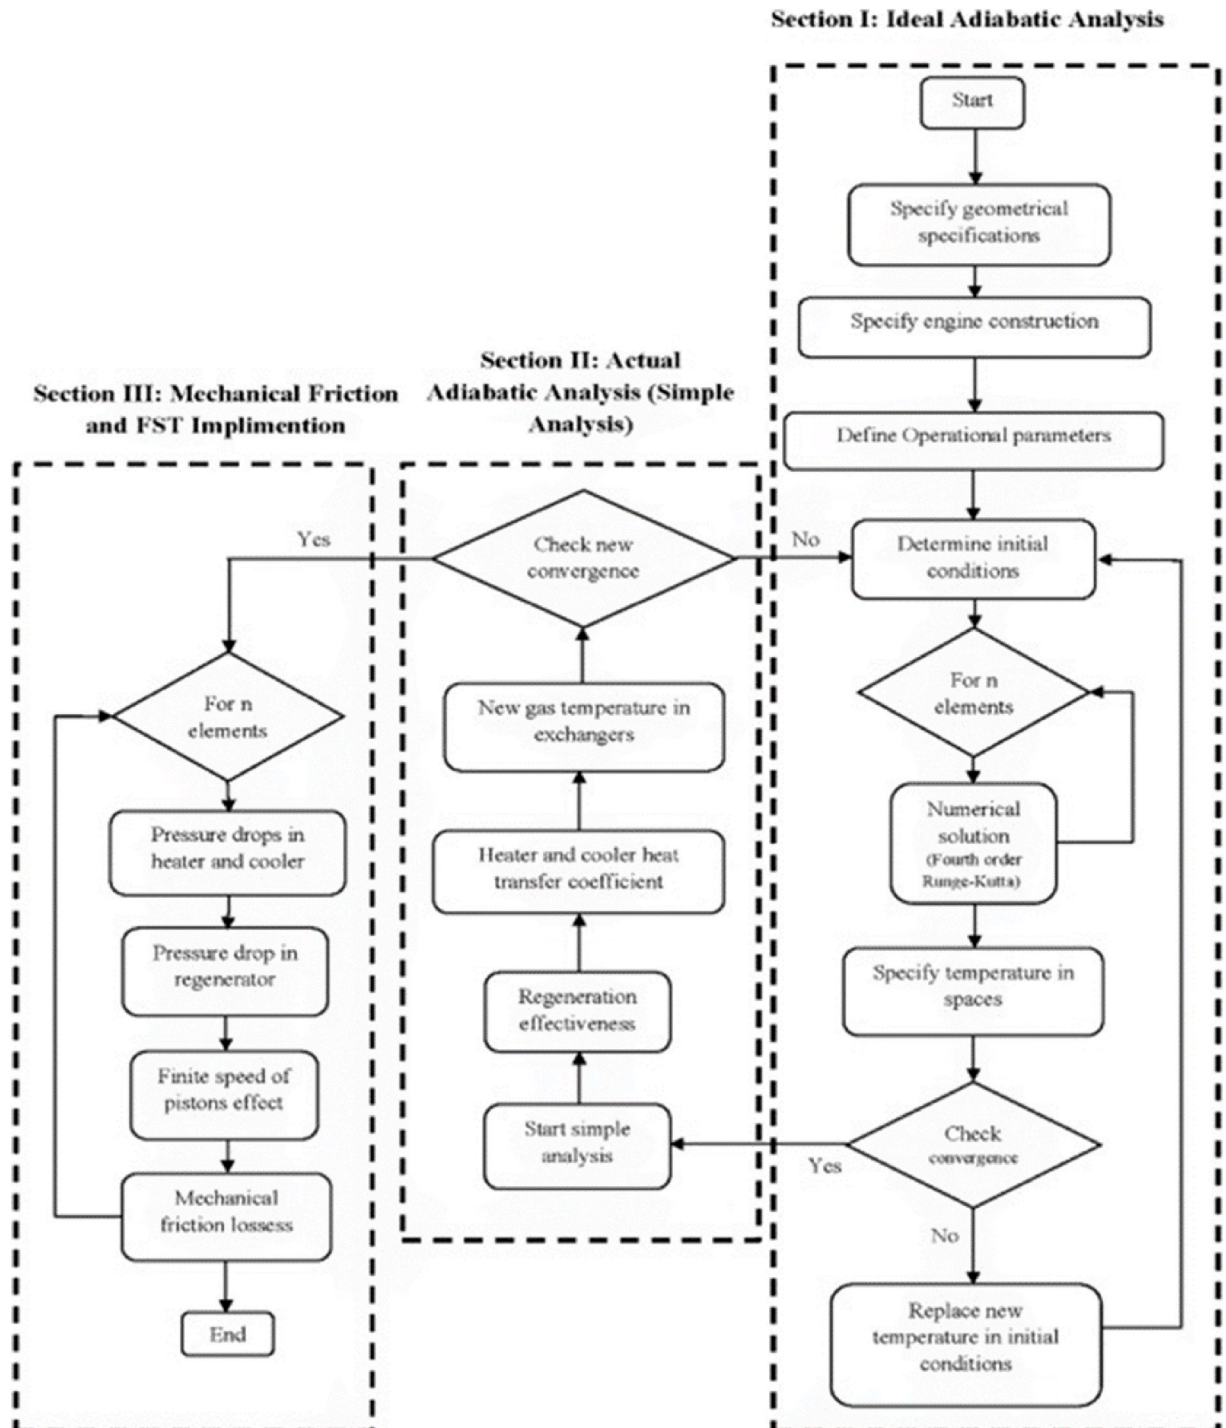 Section I: Ideal Adiabatic Analysis
Start
Specify geometrical
specifications
Specify engine construction
Define Operational parameters
Determine initial
conditions
For n
elements
Numerical
solution
(Fourth order
Runge-Kutta)
Specify temperature in
spaces
Check
convergence
Yes
No
Replace new
temperature in initial
conditions
Section II: Actual
Adiabatic Analysis (Simple
Analysis)
Start simple
analysis
Regeneration
effectiveness
Heater and cooler heat
transfer coefficient
New gas temperature in
exchangers
Check new
convergence
No
Yes
Section III: Mechanical Friction
and FST Implimention
For n
elements
Pressure drops in
heater and cooler
Pressure drop in
regenerator
Finite speed of
pistons effect
Mechanical
friction lossess
End